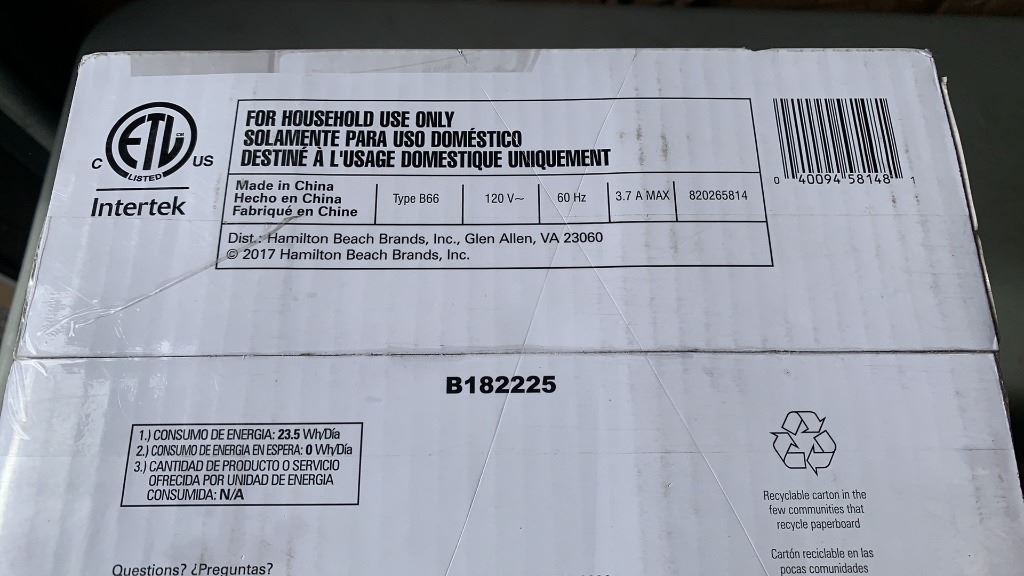 C ETL CM US
LISTED
Intertek
FOR HOUSEHOLD USE ONLY
SOLAMENTE PARA USO DOMÉSTICO
DESTINÉ À L'USAGE DOMESTIQUE UNIQUEMENT
Made in China
Hecho en China
Fabriqué en Chine
Type B66
120 V~
60 Hz
3.7 A MAX
820265814
Dist.: Hamilton Beach Brands, Inc., Glen Allen, VA 23060
© 2017 Hamilton Beach Brands, Inc.
0 40094 58148 1
B182225
1.) CONSUMO DE ENERGIA: 23.5 Wh/Día
2.) CONSUMO DE ENERGIA EN ESPERA: 0 Wh/Día
3.) CANTIDAD DE PRODUCTO O SERVICIO
OFRECIDA POR UNIDAD DE ENERGIA
CONSUMIDA: N/A
Recyclable carton in the
few communities that
recycle paperboard
Cartón reciclable en las
pocas comunidades
Questions? ¿Preguntas?